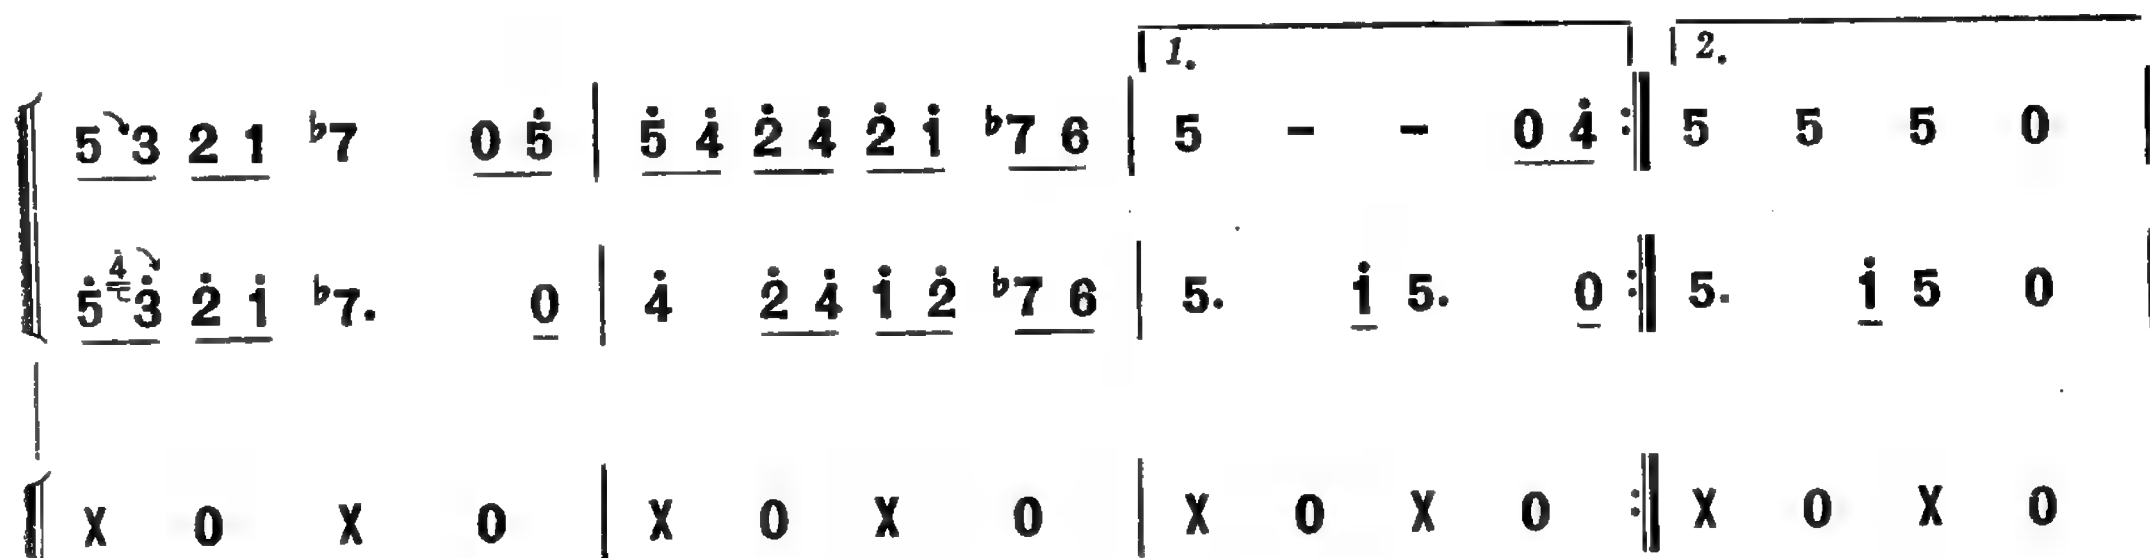 1. 2.
5 3 2 1 ♭7 0 5̇ | 5̇ 4̇ 2̇ 4̇ 2̇ 1̇ ♭7 6 | 5 - - 0 4̇ :‖ 5 5 5 0 |
5̇ 4 3̇ 2̇ 1̇ ♭7. 0 | 4̇ 2̇ 4̇ 1̇ 2̇ ♭7 6 | 5. 1̇ 5. 0 :‖ 5. 1̇ 5 0 |
X 0 X 0 | X 0 X 0 | X 0 X 0 :‖ X 0 X 0